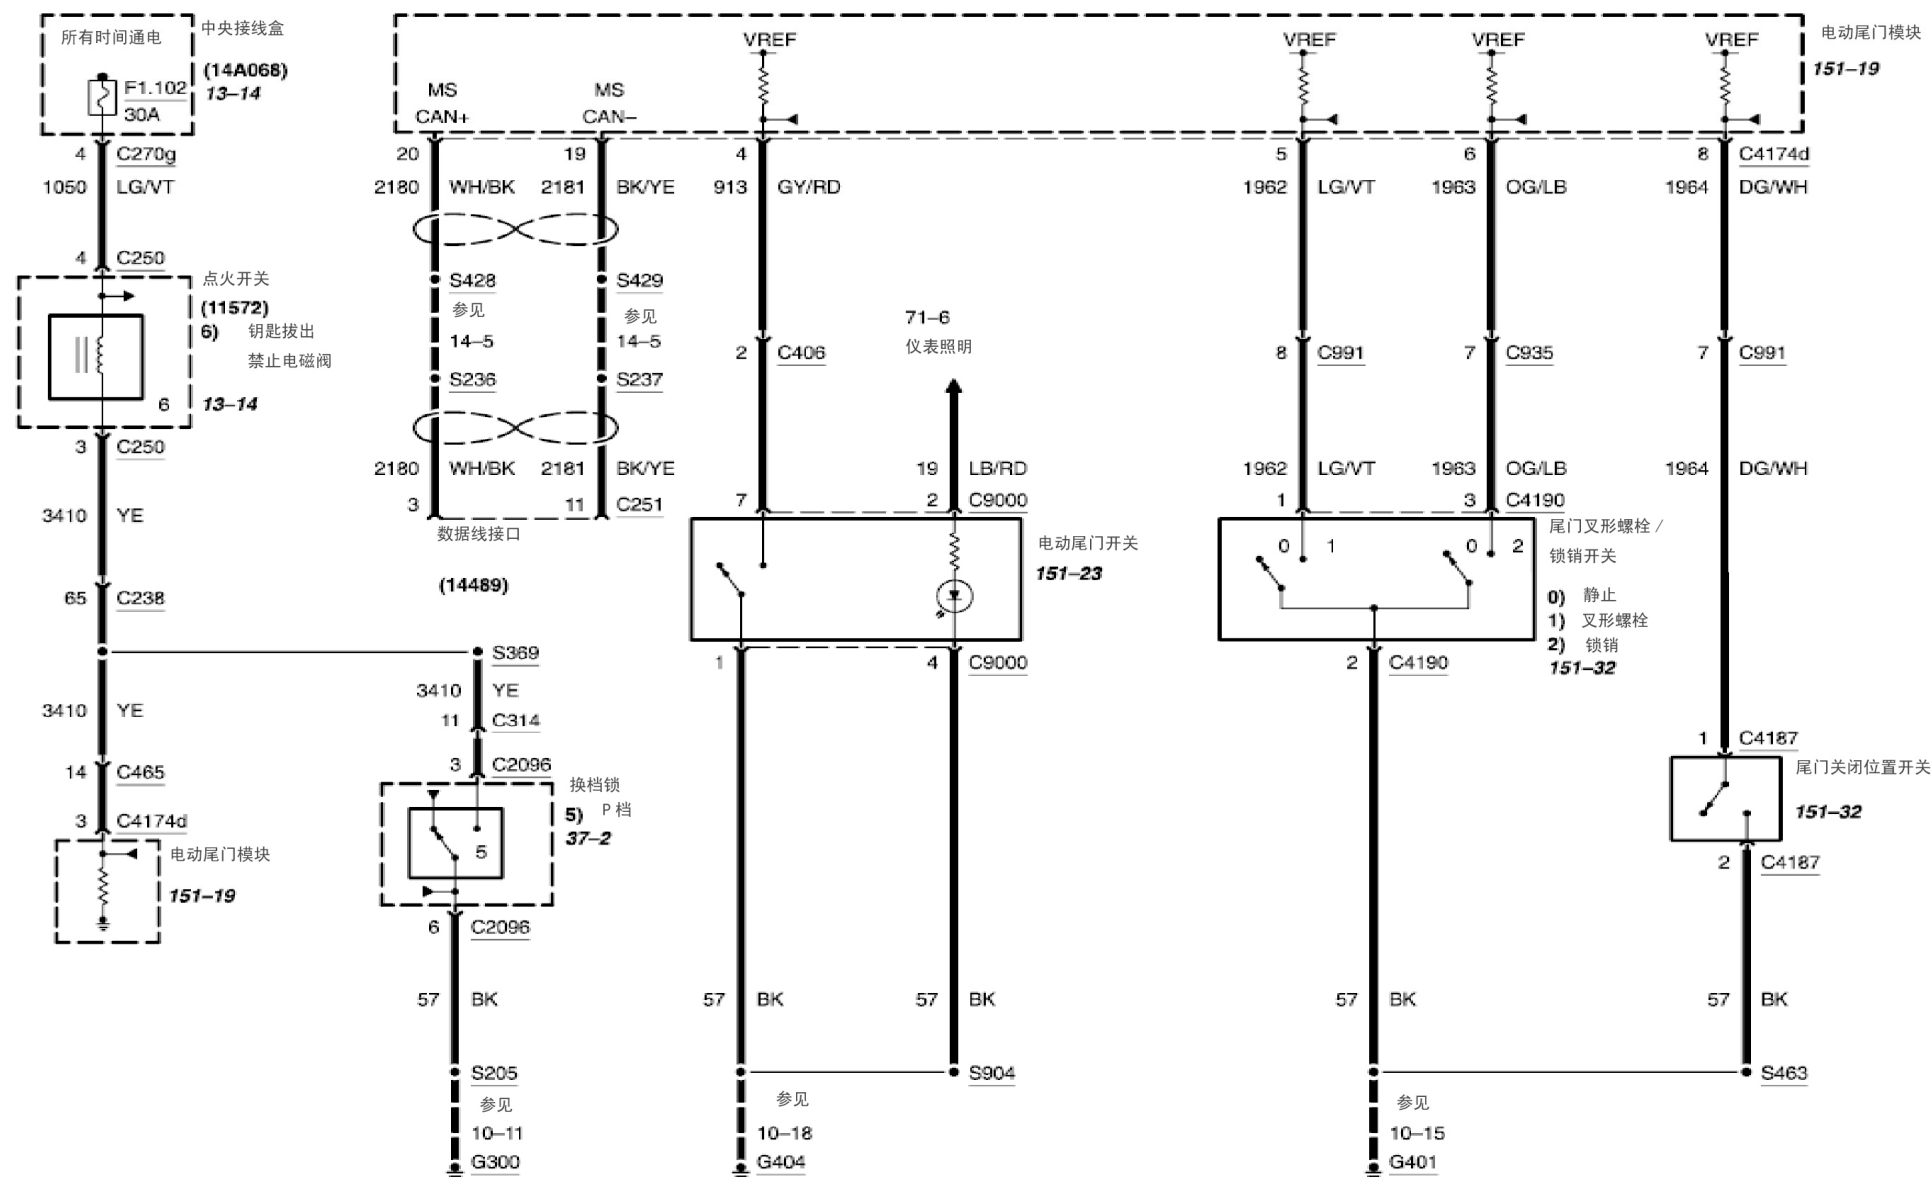 所有时间通电
中央接线盒
(14A068)
13–14
F1.102
30A
4 C270g
1050 LG/VT
4 C250
点火开关
(11572)
6) 钥匙拔出
禁止电磁阀
6
13–14
3 C250
3410 YE
65 C238
S369
3410 YE
14 C465
3 C4174d
电动尾门模块
151–19
3410 YE
11 C314
3 C2096
换档锁
5) P 档
37–2
5
6 C2096
57 BK
S205
参见
10–11
G300
电动尾门模块
151–19
MS
CAN+
MS
CAN–
VREF
VREF
VREF
VREF
20
19
4
5
6
8 C4174d
2180 WH/BK
2181 BK/YE
913 GY/RD
1962 LG/VT
1963 OG/LB
1964 DG/WH
S428
参见
14–5
S236
S429
参见
14–5
S237
2180 WH/BK
2181 BK/YE
3
11 C251
数据线接口
(14489)
2 C406
71–6
仪表照明
19 LB/RD
7
2 C9000
电动尾门开关
151–23
1
4 C9000
57 BK
57 BK
S904
参见
10–18
G404
8 C991
7 C935
7 C991
1962 LG/VT
1963 OG/LB
1964 DG/WH
1
3 C4190
0 1
0 2
尾门叉形螺栓 /
锁销开关
0) 静止
1) 叉形螺栓
2) 锁销
151–32
2 C4190
1 C4187
尾门关闭位置开关
151–32
2 C4187
57 BK
57 BK
S463
参见
10–15
G401